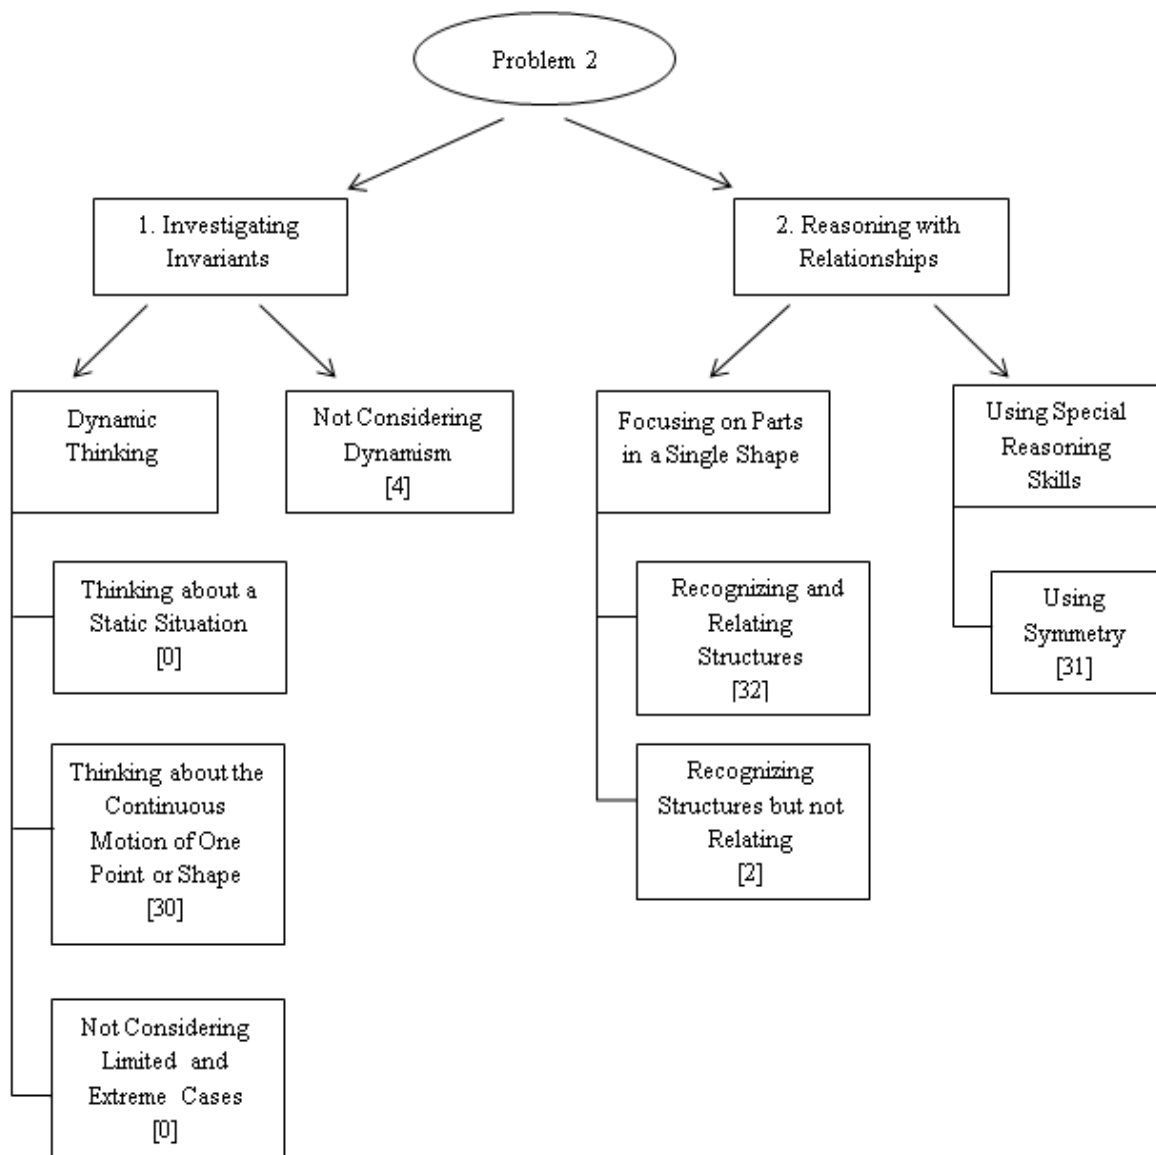 Problem 2
1. Investigating
Invariants
2. Reasoning with
Relationships
Dynamic
Thinking
Not Considering
Dynamism
[4]
Focusing on Parts
in a Single Shape
Using Special
Reasoning
Skills
Thinking about a
Static Situation
[0]
Recognizing and
Relating
Structures
[32]
Using
Symmetry
[31]
Thinking about the
Continuous
Motion of One
Point or Shape
[30]
Recognizing
Structures but not
Relating
[2]
Not Considering
Limited and
Extreme Cases
[0]